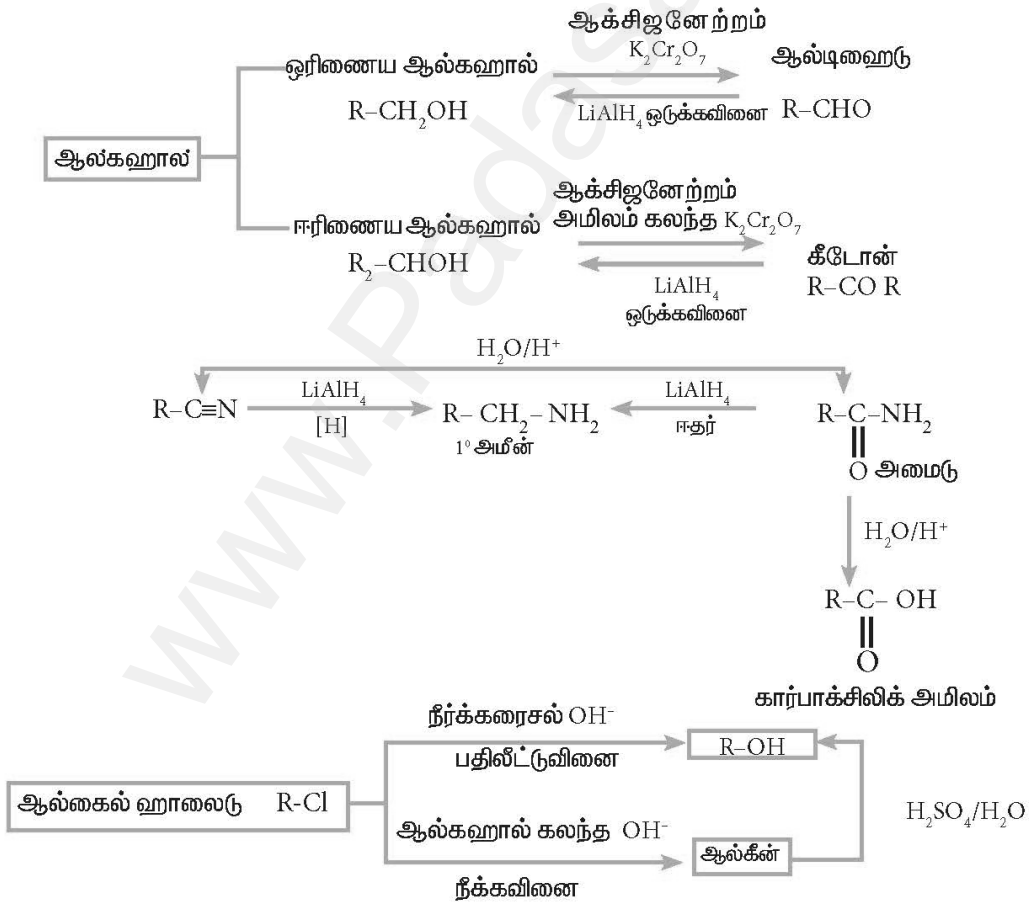 ஆக்சிஜனேற்றம்
ஒரிணைய ஆல்கஹால் K₂Cr₂O₇ ஆல்டிஹைடு
R–CH₂OH LiAlH₄ ஒடுக்கவினை R–CHO
ஆல்கஹால்
ஆக்சிஜனேற்றம்
ஈரிணைய ஆல்கஹால் அமிலம் கலந்த K₂Cr₂O₇
R₂–CHOH LiAlH₄ கீடோன்
ஒடுக்கவினை R–CO R
H₂O/H⁺
R–C≡N LiAlH₄ R– CH₂– NH₂ LiAlH₄ R–C–NH₂
[H] 1° அமீன் ஈதர்
O அமைடு
H₂O/H⁺
R–C– OH
O
கார்பாக்சிலிக் அமிலம்
நீர்க்கரைசல் OH⁻
பதிலீட்டுவினை R–OH
ஆல்கைல் ஹாலைடு R-Cl
H₂SO₄/H₂O
ஆல்கஹால் கலந்த OH⁻
ஆல்கீன்
நீக்கவினை
www.Padasa